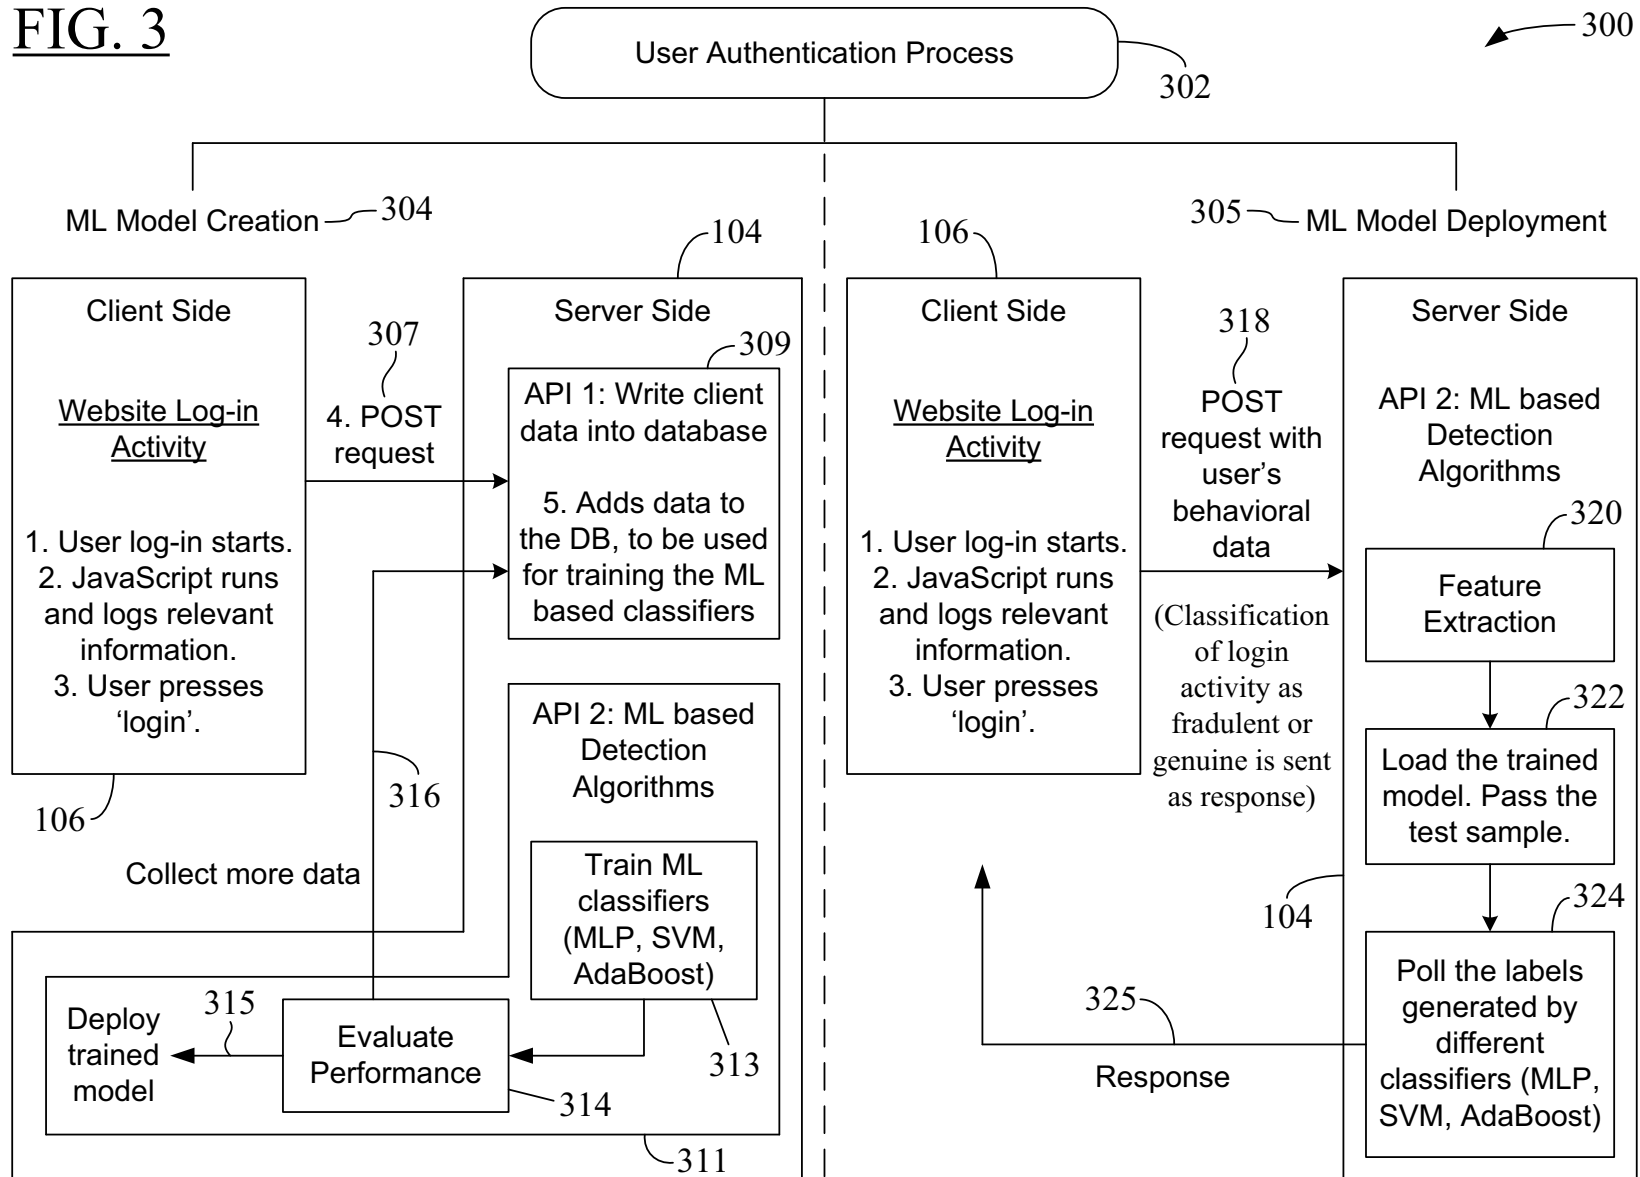 FIG. 3
User Authentication Process
300
302
ML Model Creation
304
305
ML Model Deployment
104
106
Client Side
Website Log-in
Activity
1. User log-in starts.
2. JavaScript runs
and logs relevant
information.
3. User presses
‘login’.
106
307
4. POST
request
Server Side
309
API 1: Write client
data into database
5. Adds data to
the DB, to be used
for training the ML
based classifiers
API 2: ML based
Detection
Algorithms
316
Collect more data
Train ML
classifiers
(MLP, SVM,
AdaBoost)
313
Evaluate
Performance
314
315
Deploy
trained
model
311
Client Side
Website Log-in
Activity
1. User log-in starts.
2. JavaScript runs
and logs relevant
information.
3. User presses
‘login’.
318
POST
request with
user’s
behavioral
data
(Classification
of login
activity as
fradulent or
genuine is sent
as response)
Server Side
API 2: ML based
Detection
Algorithms
320
Feature
Extraction
322
Load the trained
model. Pass the
test sample.
104
324
Poll the labels
generated by
different
classifiers (MLP,
SVM, AdaBoost)
325
Response